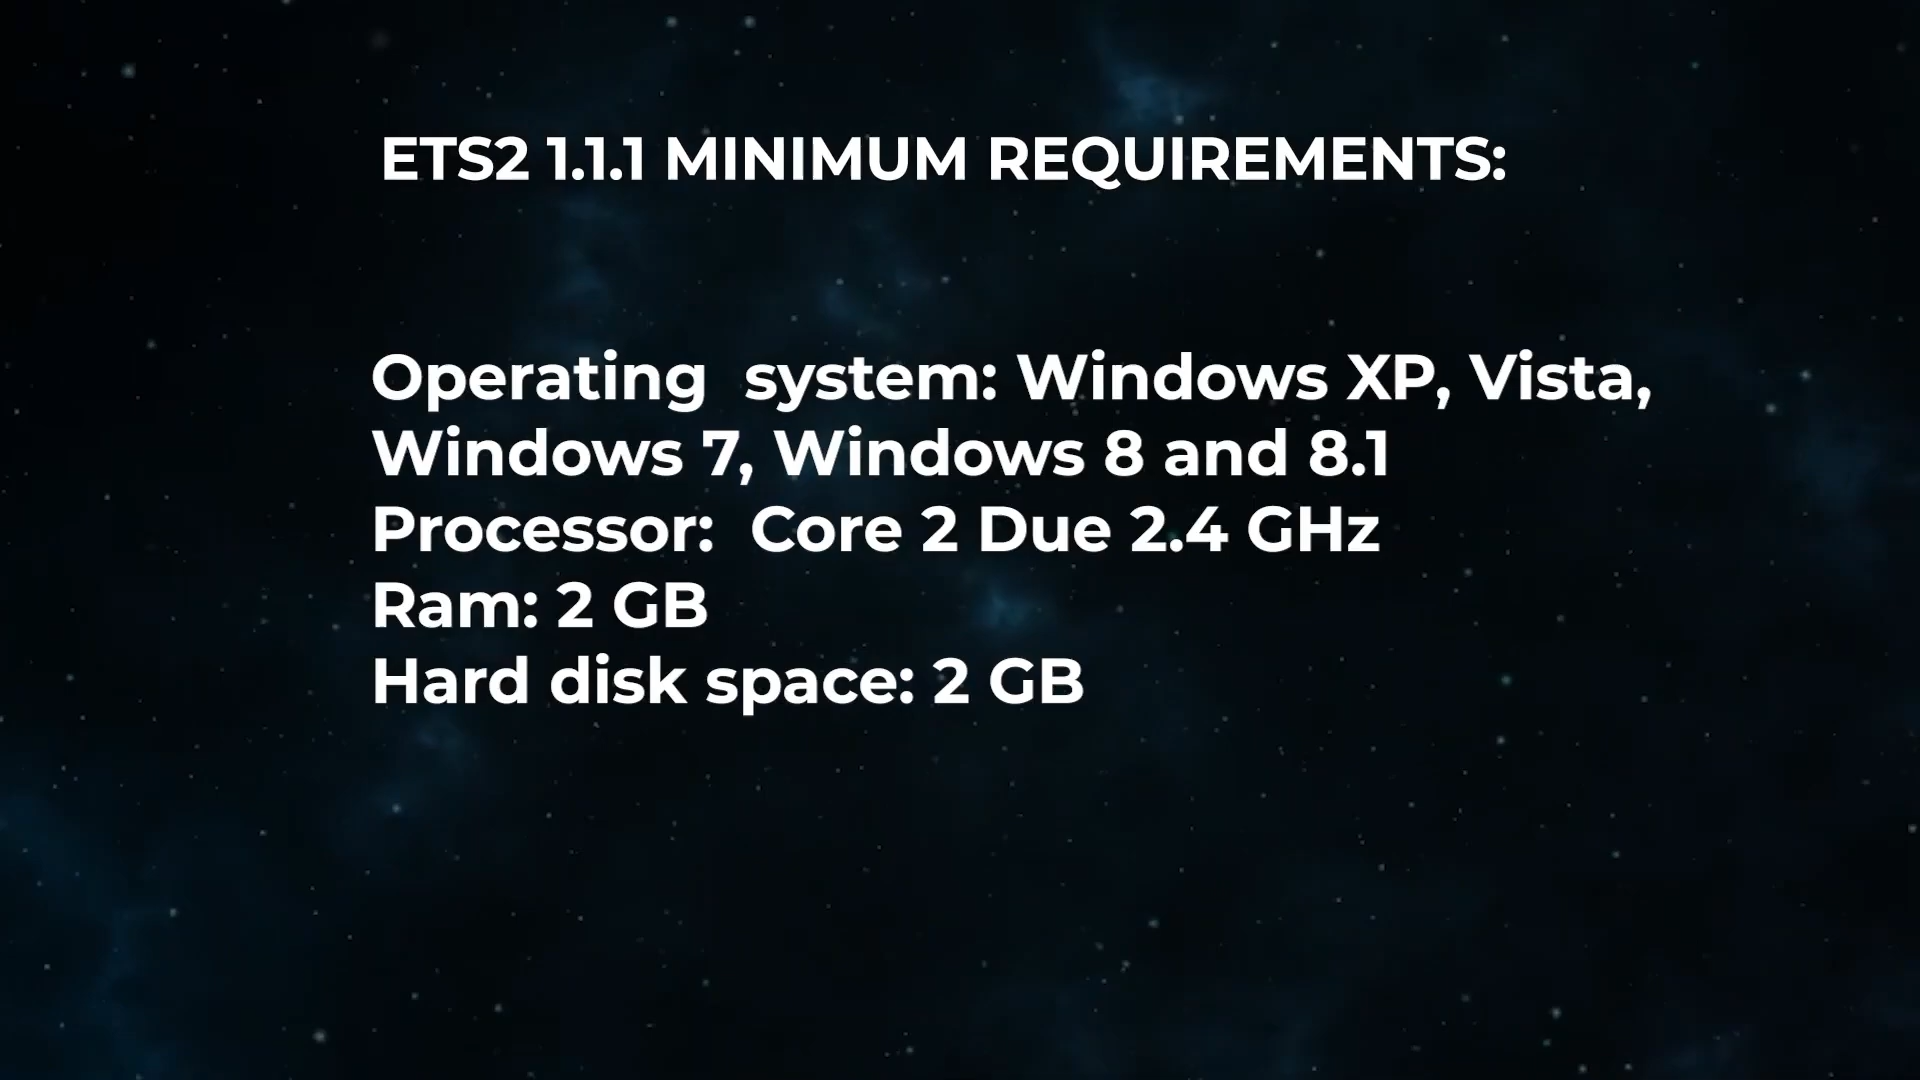 ETS2 1.1.1 MINIMUM REQUIREMENTS:
Operating  system: Windows XP, Vista,
Windows 7, Windows 8 and 8.1
Processor:  Core 2 Due 2.4 GHz
Ram: 2 GB
Hard disk space: 2 GB